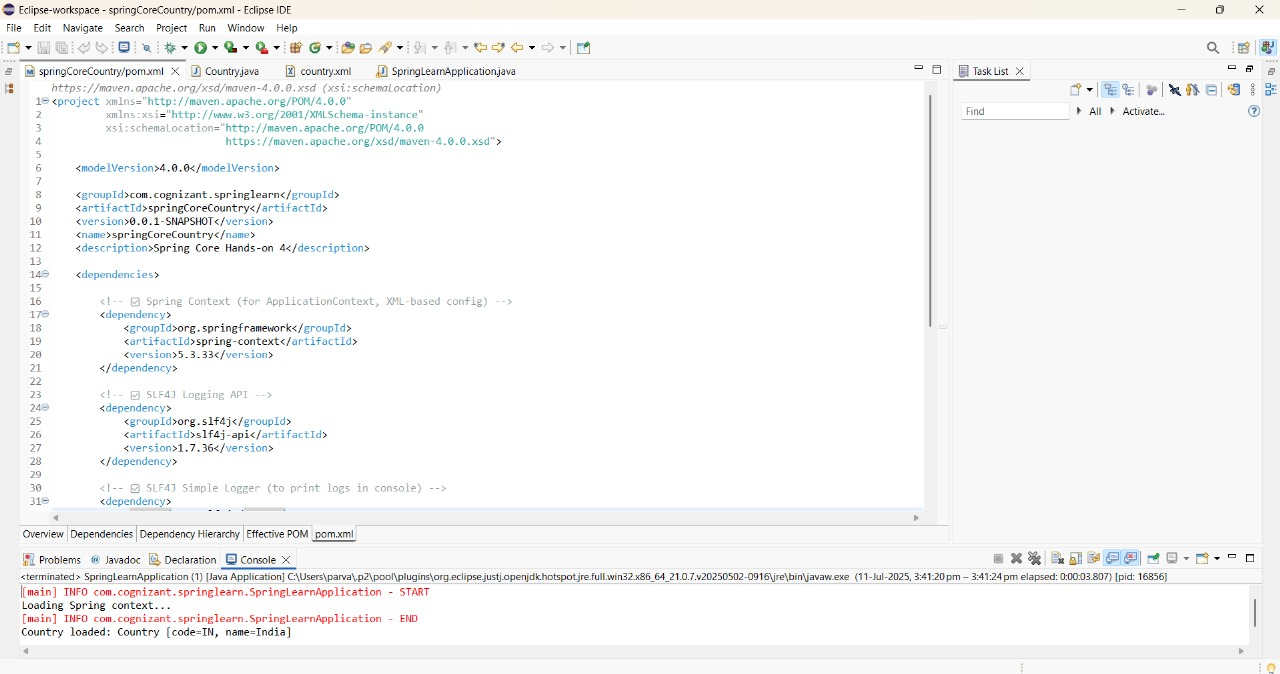 Eclipse-workspace - springCoreCountry/pom.xml - Eclipse IDE
File Edit Navigate Search Project Run Window Help
springCoreCountry/pom.xml Country.java country.xml SpringLearnApplication.java
https://maven.apache.org/xsd/maven-4.0.0.xsd (xsi:schemaLocation)
1 <project xmlns="http://maven.apache.org/POM/4.0.0"
2 xmlns:xsi="http://www.w3.org/2001/XMLSchema-instance"
3 xsi:schemaLocation="http://maven.apache.org/POM/4.0.0
4 https://maven.apache.org/xsd/maven-4.0.0.xsd">
5
6 <modelVersion>4.0.0</modelVersion>
7
8 <groupId>com.cognizant.springlearn</groupId>
9 <artifactId>springCoreCountry</artifactId>
10 <version>0.0.1-SNAPSHOT</version>
11 <name>springCoreCountry</name>
12 <description>Spring Core Hands-on 4</description>
13
14 <dependencies>
15
16 <!-- ☑ Spring Context (for ApplicationContext, XML-based config) -->
17 <dependency>
18 <groupId>org.springframework</groupId>
19 <artifactId>spring-context</artifactId>
20 <version>5.3.33</version>
21 </dependency>
22
23 <!-- ☑ SLF4J Logging API -->
24 <dependency>
25 <groupId>org.slf4j</groupId>
26 <artifactId>slf4j-api</artifactId>
27 <version>1.7.36</version>
28 </dependency>
29
30 <!-- ☑ SLF4J Simple Logger (to print logs in console) -->
31 <dependency>
Overview Dependencies Dependency Hierarchy Effective POM pom.xml
Task List
Find All Activate...
Problems Javadoc Declaration Console
<terminated> SpringLearnApplication (1) [Java Application] C:\Users\parva\.p2\pool\plugins\org.eclipse.justj.openjdk.hotspot.jre.full.win32.x86_64_21.0.7.v20250502-0916\jre\bin\javaw.exe (11-Jul-2025, 3:41:20 pm – 3:41:24 pm elapsed: 0:00:03.807) [pid: 16856]
[main] INFO com.cognizant.springlearn.SpringLearnApplication - START
Loading Spring context...
[main] INFO com.cognizant.springlearn.SpringLearnApplication - END
Country loaded: Country [code=IN, name=India]